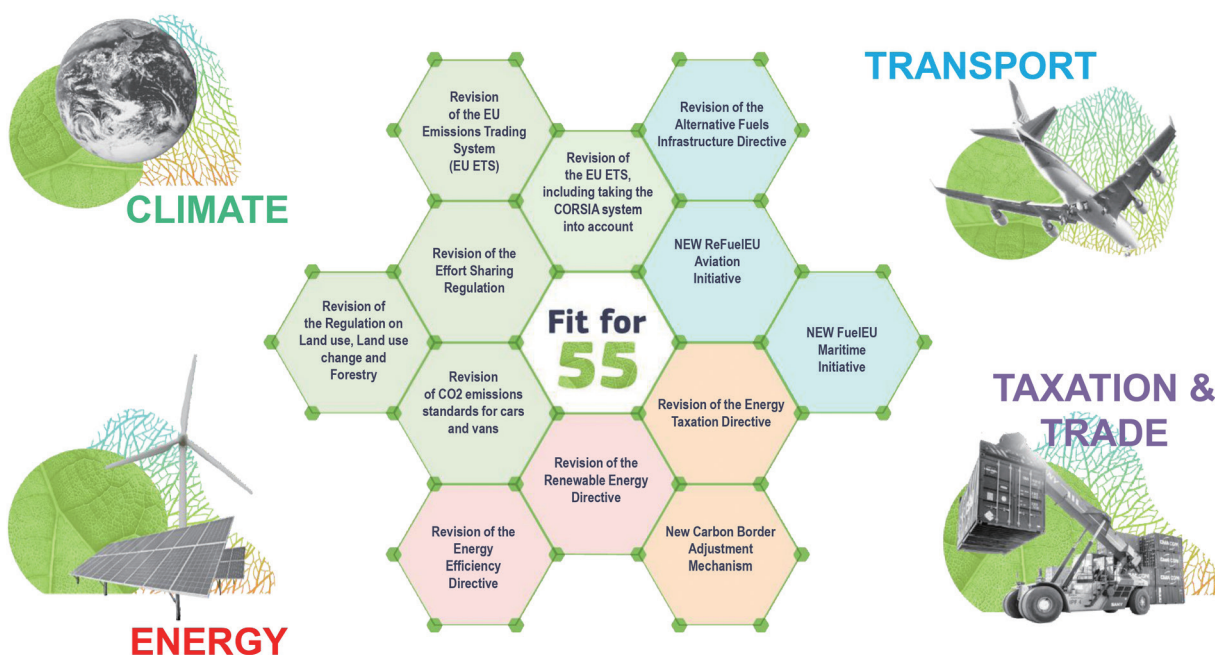 CLIMATE
TRANSPORT
Revision
of the EU
Emissions Trading
System
(EU ETS)
Revision of
the EU ETS,
including taking the
CORSIA system
into account
Revision of the
Alternative Fuels
Infrastructure Directive
Revision of the
Effort Sharing
Regulation
NEW ReFuelEU
Aviation
Initiative
Revision of
the Regulation on
Land use, Land use
change and
Forestry
Fit for
55
NEW FuelEU
Maritime
Initiative
Revision
of CO2 emissions
standards for cars
and vans
Revision of the Energy
Taxation Directive
Revision of the
Renewable Energy
Directive
Revision of the
Energy
Efficiency
Directive
New Carbon Border
Adjustment
Mechanism
ENERGY
TAXATION &
TRADE